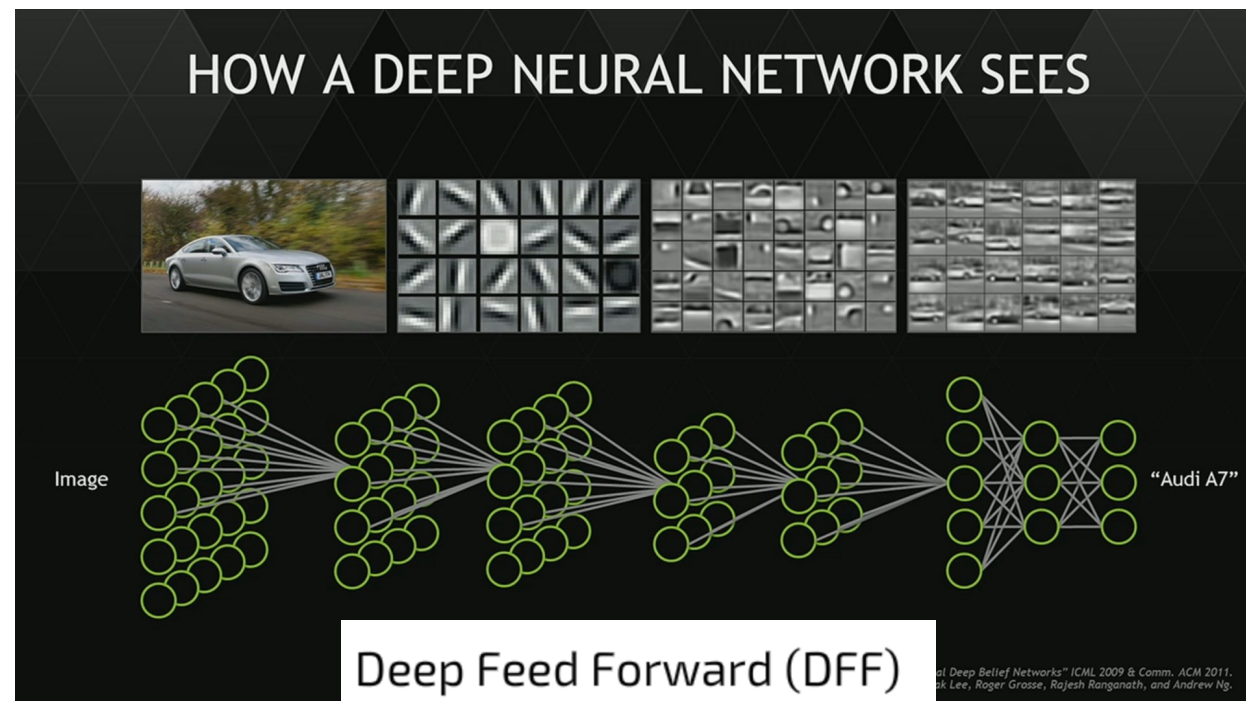 HOW A DEEP NEURAL NETWORK SEES
Image
“Audi A7”
Deep Feed Forward (DFF)
Deep Belief Networks” ICML 2009 & Comm. ACM 2011.
Lee, Roger Grosse, Rajesh Ranganath, and Andrew Ng.